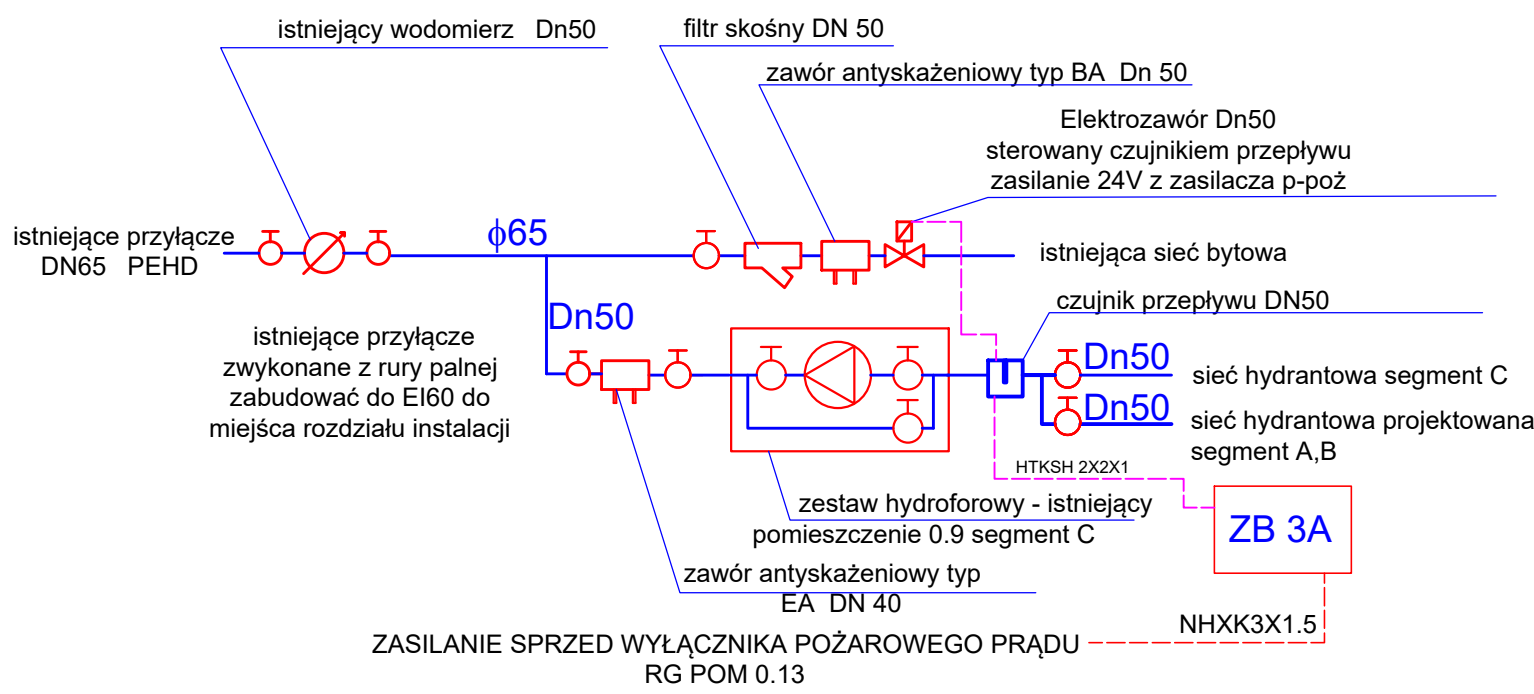 istniejący wodomierz Dn50
filtr skośny DN 50
zawór antyskażeniowy typ BA Dn 50
Elektrozawór Dn50
sterowany czujnikiem przepływu
zasilanie 24V z zasilacza p-poż
istniejące przyłącze
DN65 PEHD
ϕ65
istniejąca sieć bytowa
Dn50
czujnik przepływu DN50
istniejące przyłącze
zwykonane z rury palnej
zabudować do EI60 do
miejśca rozdziału instalacji
Dn50
sieć hydrantowa segment C
Dn50
sieć hydrantowa projektowana
segment A,B
HTKSH 2X2X1
zestaw hydroforowy - istniejący
pomieszczenie 0.9 segment C
ZB 3A
zawór antyskażeniowy typ
EA DN 40
NHXK3X1.5
ZASILANIE SPRZED WYŁĄCZNIKA POŻAROWEGO PRĄDU
RG POM 0.13